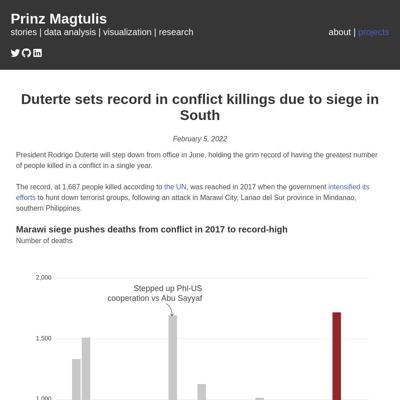 Prinz Magtulis
stories | data analysis | visualization | research
about | projects
Duterte sets record in conflict killings due to siege in
South
February 5, 2022
President Rodrigo Duterte will step down from office in June, holding the grim record of having the greatest number
of people killed in a conflict in a single year.
The record, at 1,687 people killed according to the UN, was reached in 2017 when the government intensified its
efforts to hunt down terrorist groups, following an attack in Marawi City, Lanao del Sur province in Mindanao,
southern Philippines.
Marawi siege pushes deaths from conflict in 2017 to record-high
Number of deaths
2,000
Stepped up Phl-US
cooperation vs Abu Sayyaf
1,500
1,000